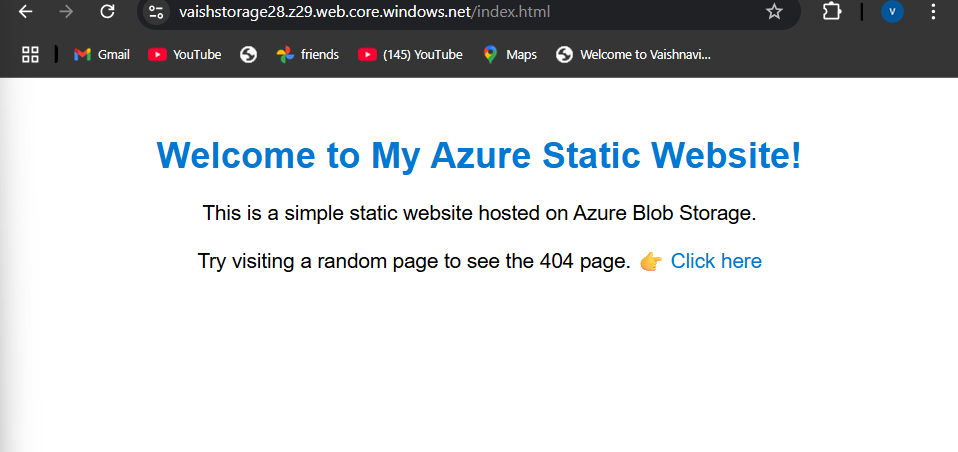 vaishstorage28.z29.web.core.windows.net/index.html
V
Gmail YouTube friends (145) YouTube Maps Welcome to Vaishnavi...
Welcome to My Azure Static Website!
This is a simple static website hosted on Azure Blob Storage.
Try visiting a random page to see the 404 page. 👉 Click here